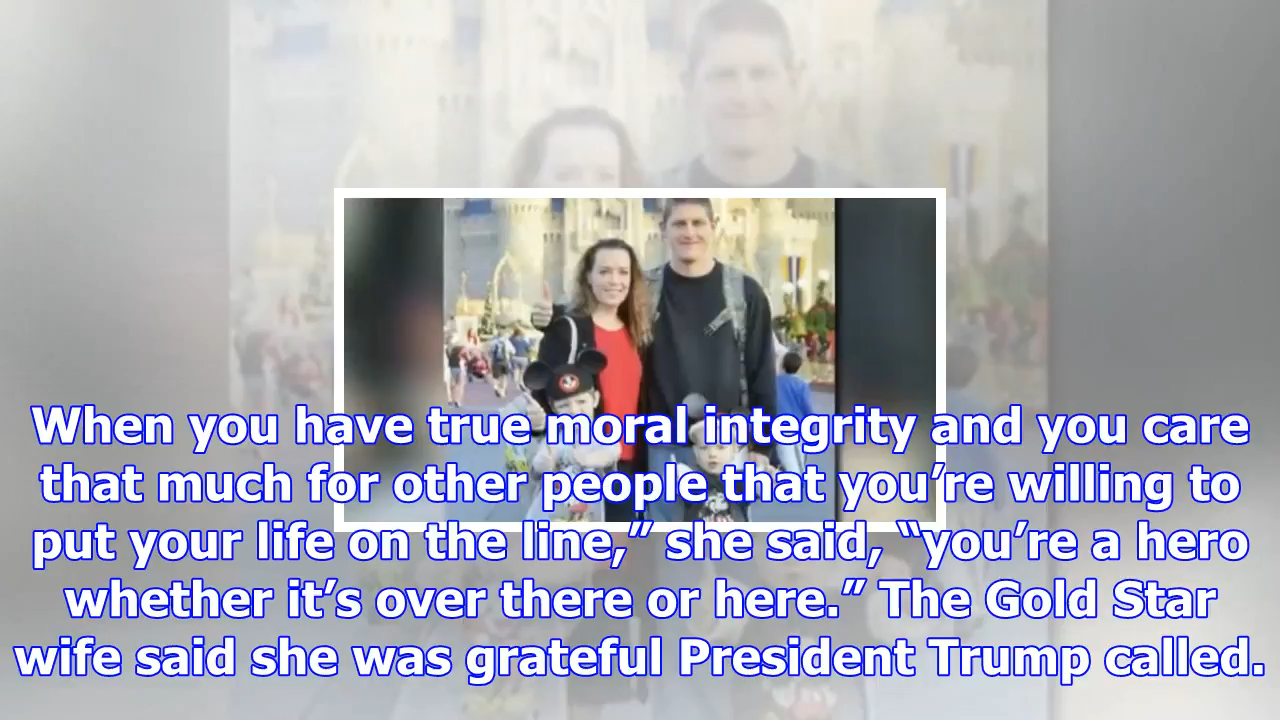 When you have true moral integrity and you care
that much for other people that you’re willing to
put your life on the line,” she said, “you’re a hero
whether it’s over there or here.” The Gold Star
wife said she was grateful President Trump called.